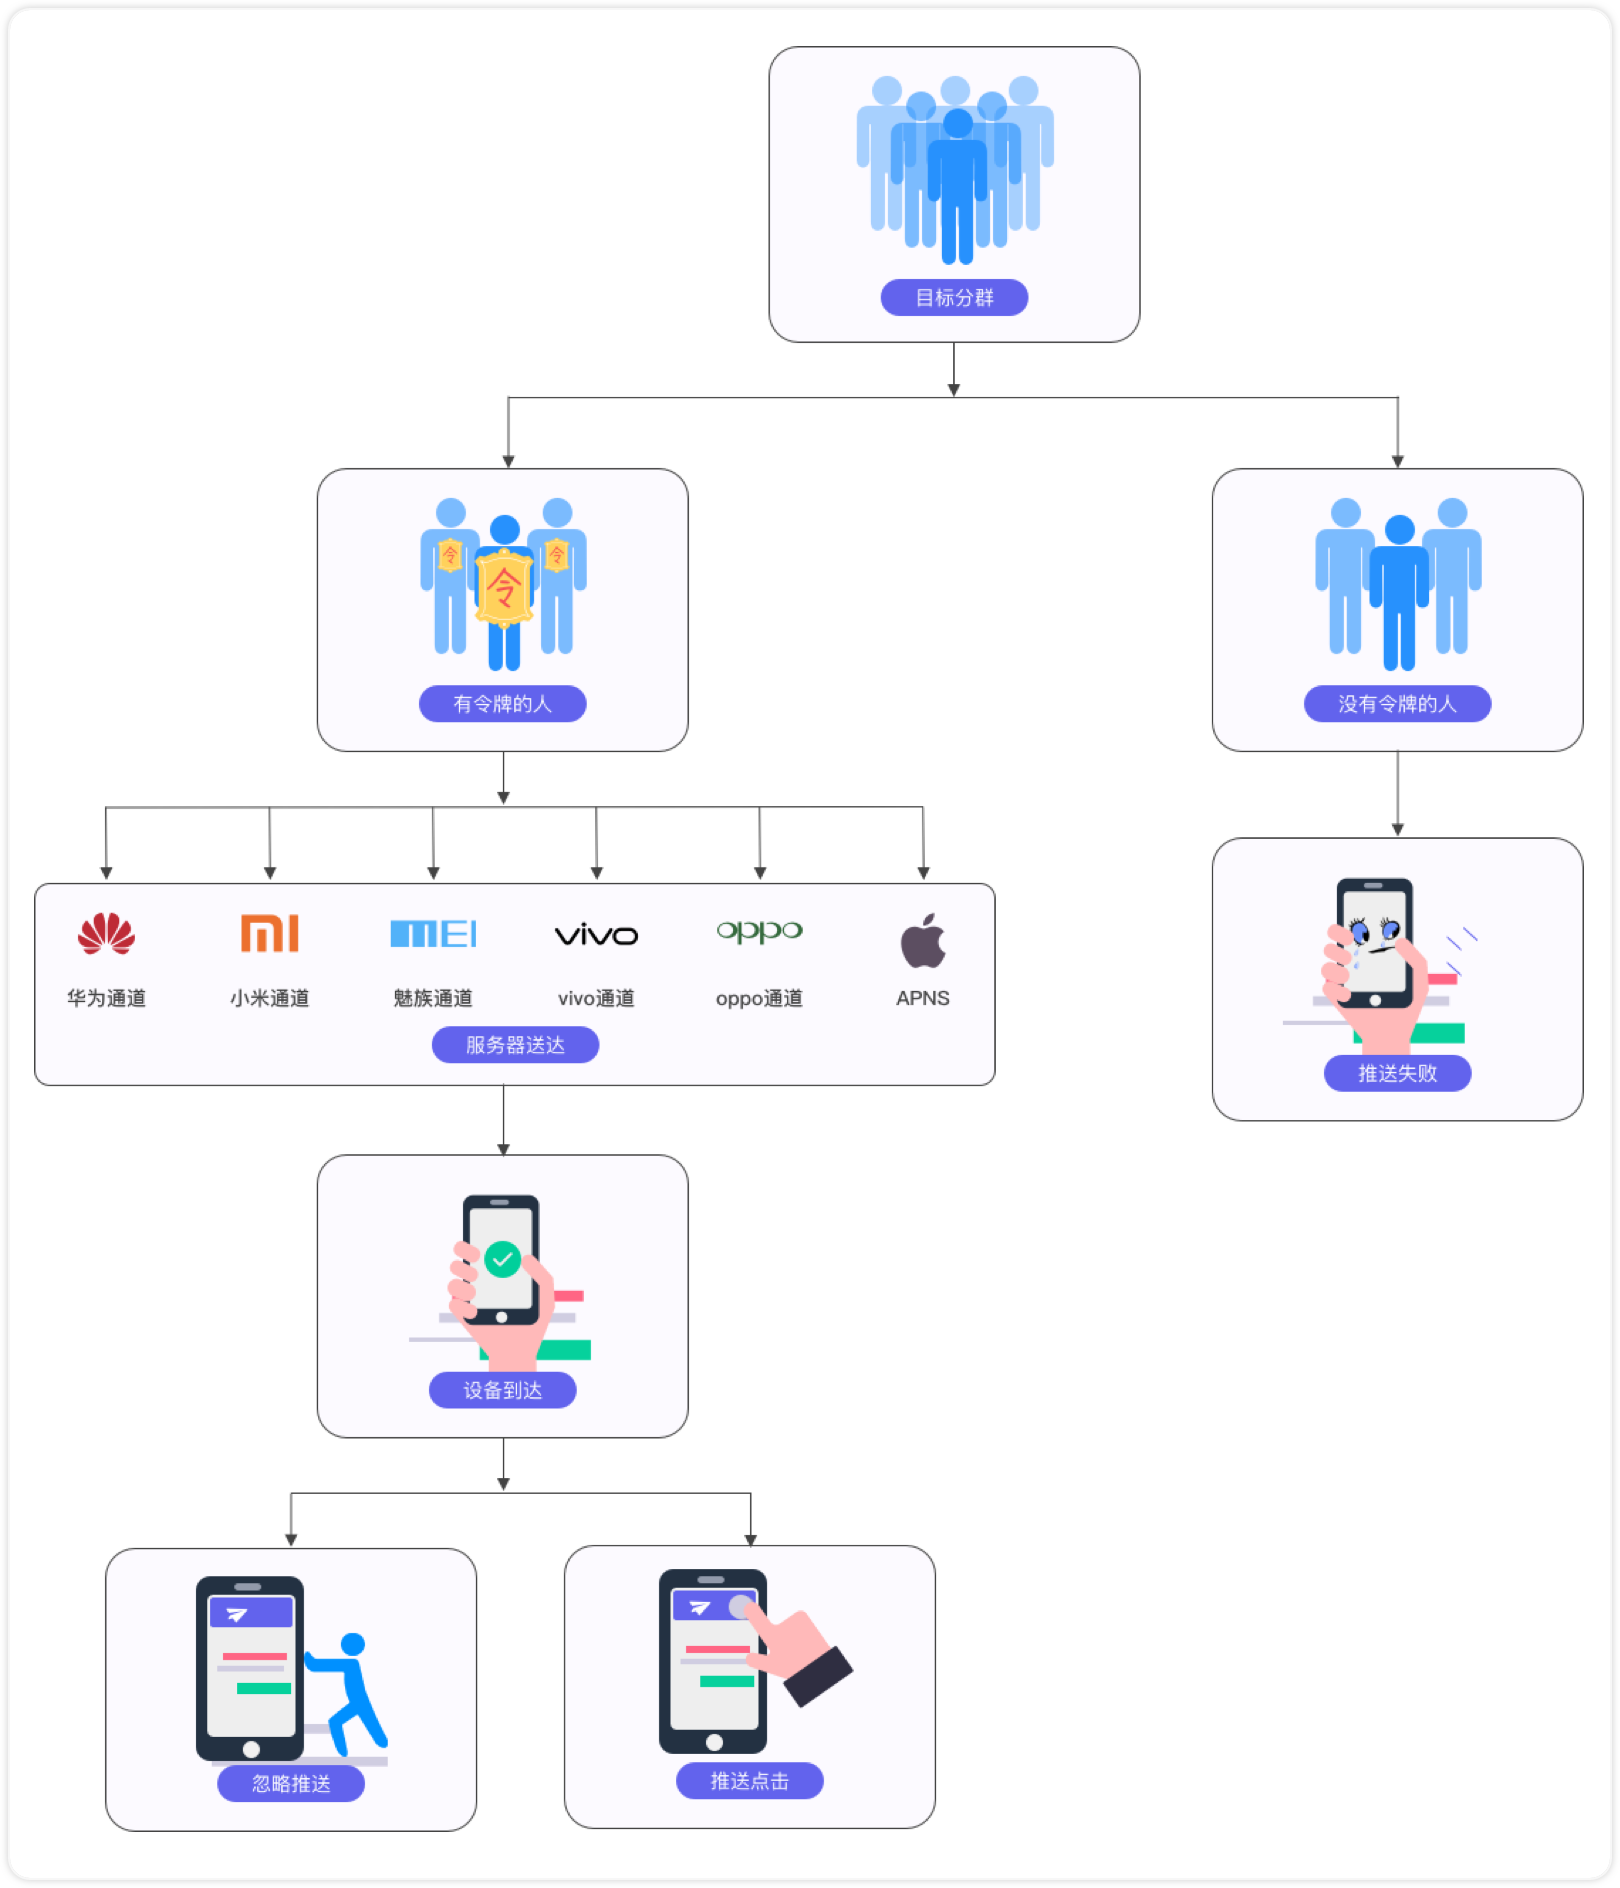 目标分群
令
令
令
有令牌的人
没有令牌的人
mi
MEI
vivo
oppo
华为通道
小米通道
魅族通道
vivo通道
oppo通道
APNS
服务器送达
推送失败
设备到达
忽略推送
推送点击